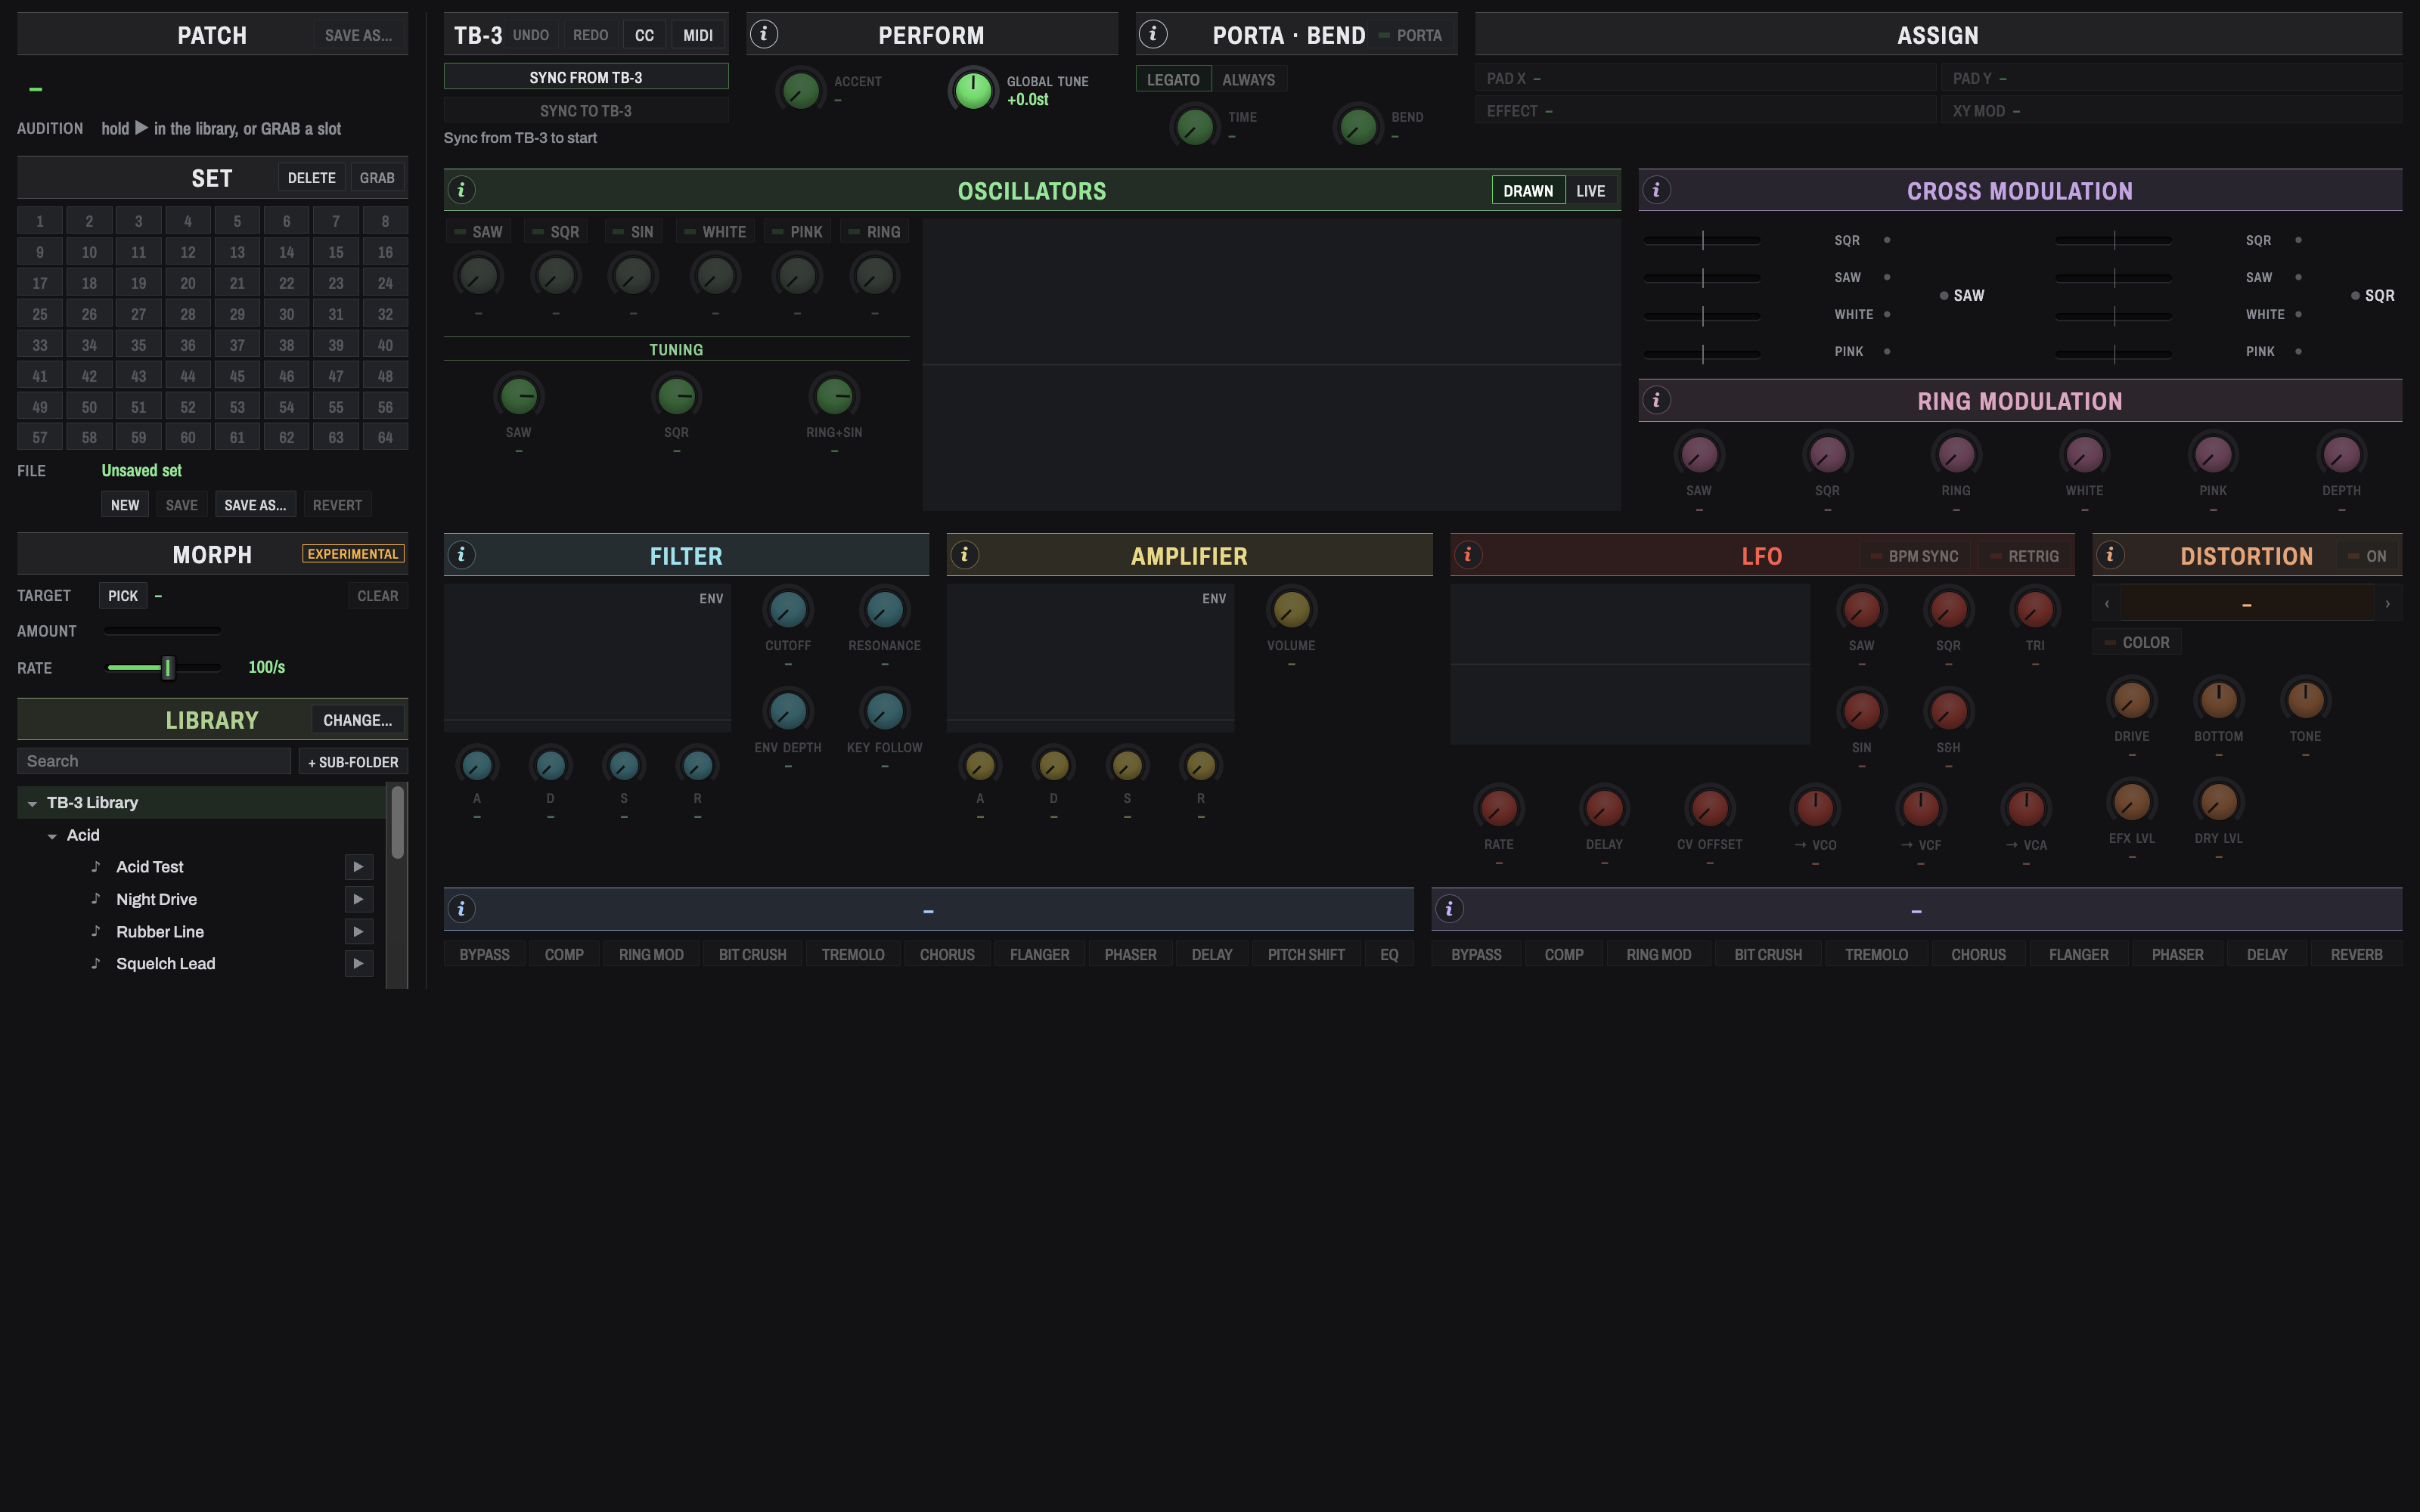 PATCH SAVE AS...
–
AUDITION hold ▶ in the library, or GRAB a slot
SET DELETE GRAB
1 2 3 4 5 6 7 8
9 10 11 12 13 14 15 16
17 18 19 20 21 22 23 24
25 26 27 28 29 30 31 32
33 34 35 36 37 38 39 40
41 42 43 44 45 46 47 48
49 50 51 52 53 54 55 56
57 58 59 60 61 62 63 64
FILE Unsaved set
NEW SAVE SAVE AS... REVERT
MORPH EXPERIMENTAL
TARGET PICK – CLEAR
AMOUNT
RATE 100/s
LIBRARY CHANGE...
Search + SUB-FOLDER
TB-3 Library
Acid
Acid Test
Night Drive
Rubber Line
Squelch Lead
TB-3 UNDO REDO CC MIDI
SYNC FROM TB-3
SYNC TO TB-3
Sync from TB-3 to start
i PERFORM
ACCENT –
GLOBAL TUNE +0.0st
i PORTA · BEND PORTA
LEGATO ALWAYS
TIME – BEND –
ASSIGN
PAD X – PAD Y –
EFFECT – XY MOD –
i OSCILLATORS DRAWN LIVE
SAW SQR SIN WHITE PINK RING
– – – – – –
TUNING
SAW SQR RING+SIN
– – –
i CROSS MODULATION
SQR SQR
SAW SAW
SAW SQR
WHITE WHITE
PINK PINK
i RING MODULATION
SAW SQR RING WHITE PINK DEPTH
– – – – – –
i FILTER
ENV
CUTOFF RESONANCE
– –
ENV DEPTH KEY FOLLOW
– –
A D S R
– – – –
i AMPLIFIER
ENV
VOLUME
–
A D S R
– – – –
i LFO BPM SYNC RETRIG
SAW SQR TRI
– – –
SIN S&H
– –
RATE DELAY CV OFFSET → VCO → VCF → VCA
– – – – – –
i DISTORTION ON
‹ – ›
COLOR
DRIVE BOTTOM TONE
– – –
EFX LVL DRY LVL
– –
i –
BYPASS COMP RING MOD BIT CRUSH TREMOLO CHORUS FLANGER PHASER DELAY PITCH SHIFT EQ
i –
BYPASS COMP RING MOD BIT CRUSH TREMOLO CHORUS FLANGER PHASER DELAY REVERB